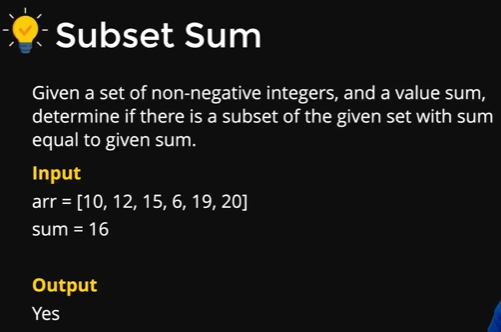 Subset Sum
Given a set of non-negative integers, and a value sum,
determine if there is a subset of the given set with sum
equal to given sum.
Input
arr = [10, 12, 15, 6, 19, 20]
sum = 16
Output
Yes